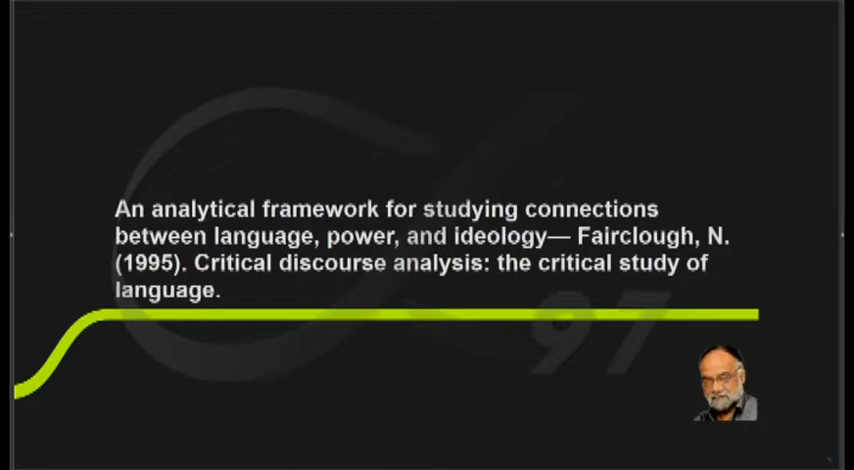 An analytical framework for studying connections
between language, power, and ideology— Fairclough, N.
(1995). Critical discourse analysis: the critical study of
language.
97